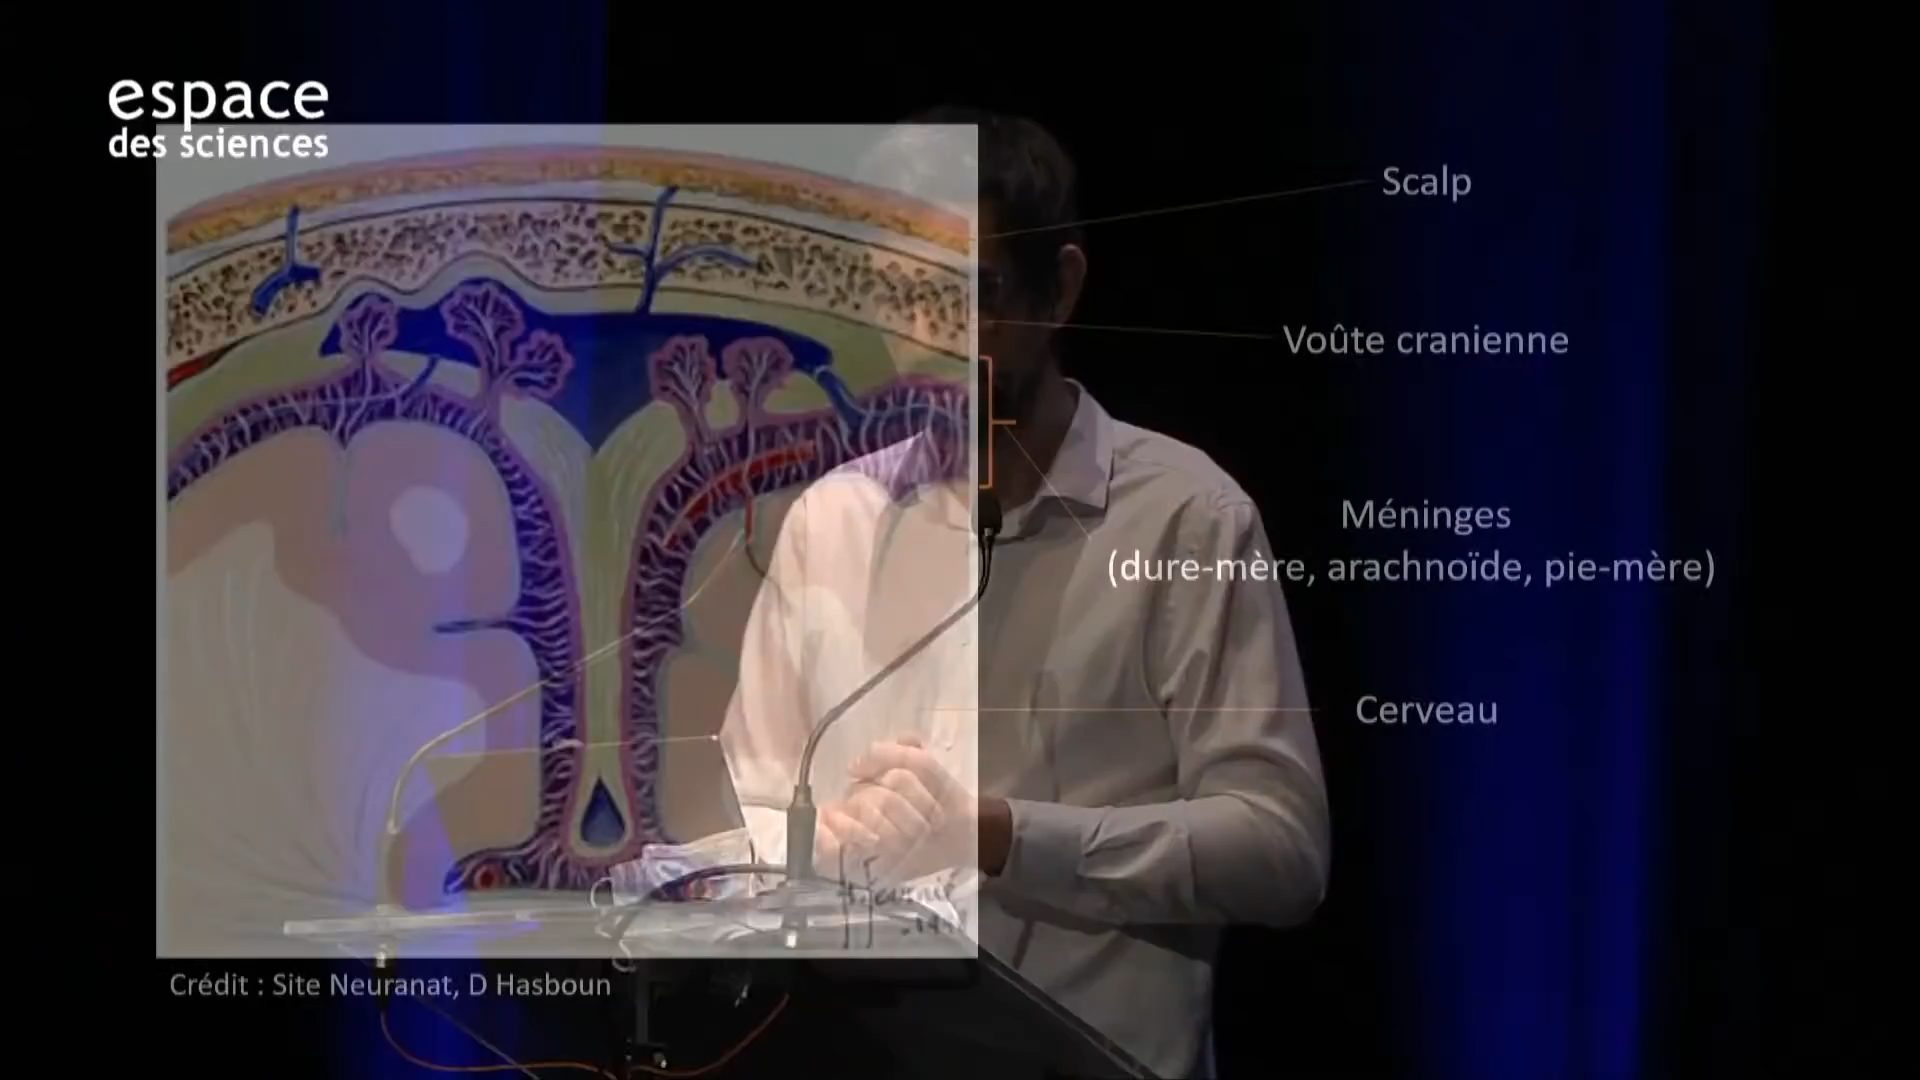 espace
des sciences
Scalp
Voûte cranienne
Méninges
(dure-mère, arachnoïde, pie-mère)
Cerveau
Crédit : Site Neuranat, D Hasboun